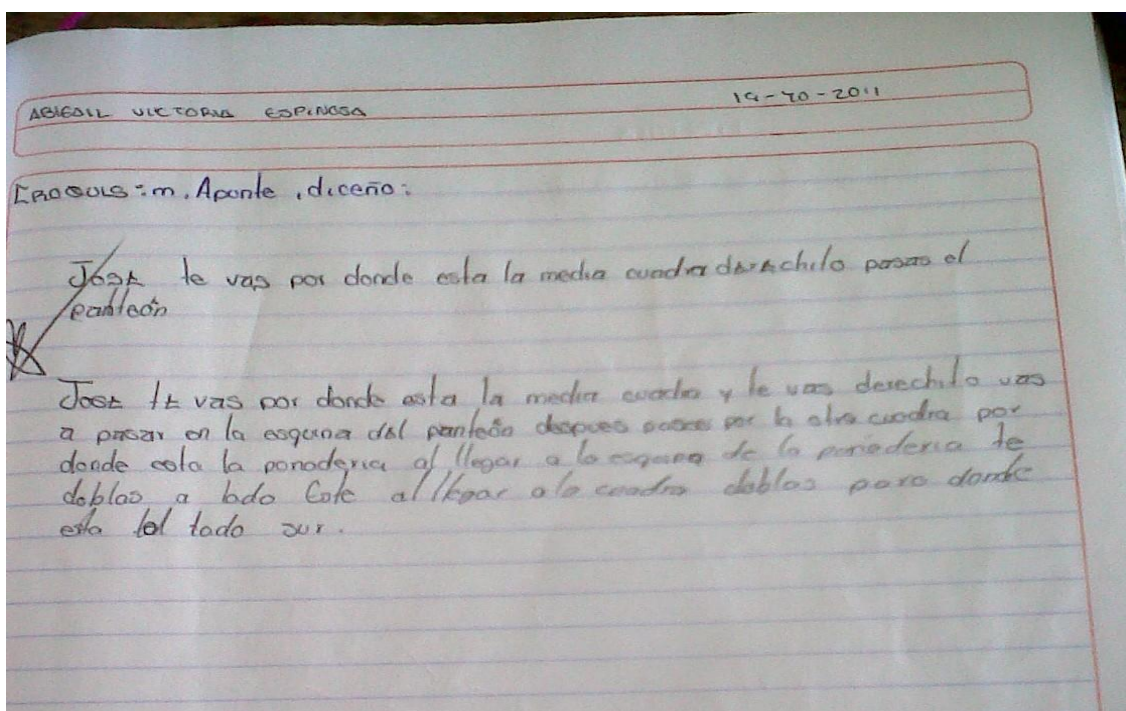 ABIGAIL VICTORIA ESPINOSA 19-10-2011
CROQUIS: m. Aponte, diceño:
José te vas por donde esta la media cuadra derechito pasas el
panteón
José te vas por donde esta la media cuadra y te vas derechito vas
a pasar en la esquina del panteón despues pases por la otra cuadra por
donde esta la panaderia al llegar a la esquina de la panaderia te
doblas a lado Este al llegar a la cuadra doblas para donde
esta lado sur.